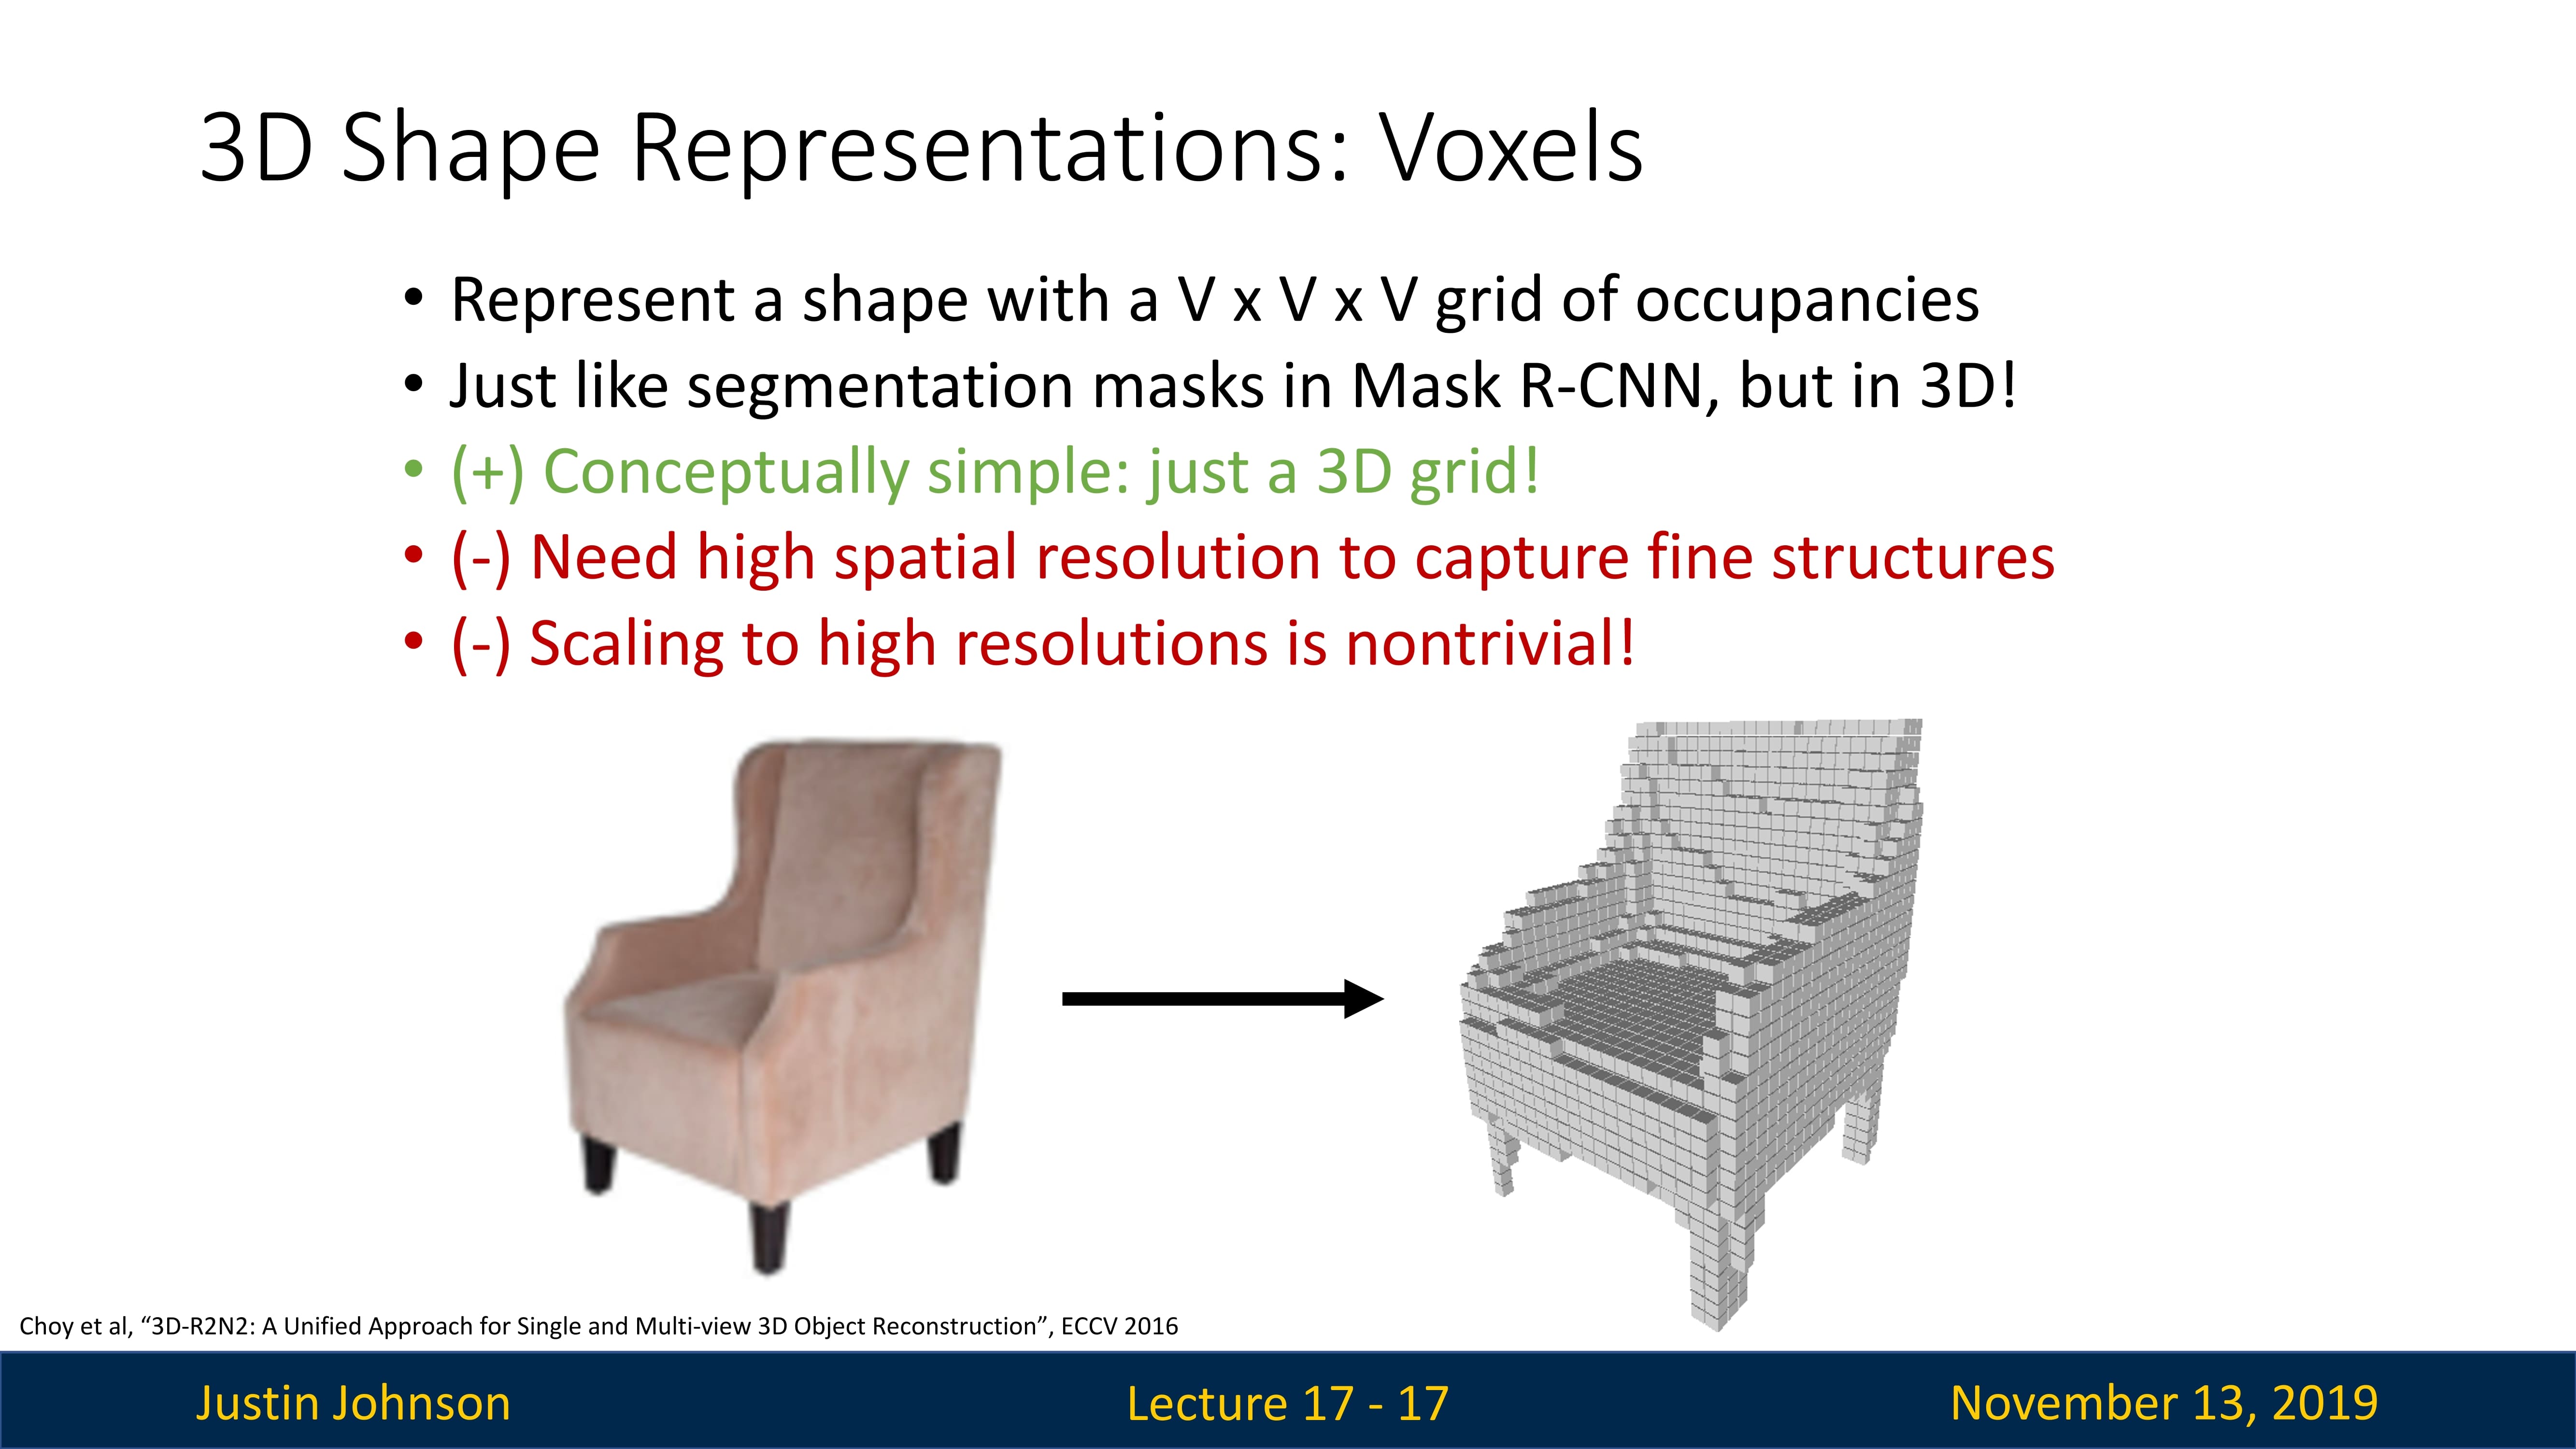 3D Shape Representations: Voxels
• Represent a shape with a V x V x V grid of occupancies
• Just like segmentation masks in Mask R-CNN, but in 3D!
• (+) Conceptually simple: just a 3D grid!
• (-) Need high spatial resolution to capture fine structures
• (-) Scaling to high resolutions is nontrivial!
Choy et al, “3D-R2N2: A Unified Approach for Single and Multi-view 3D Object Reconstruction”, ECCV 2016
Justin Johnson
Lecture 17 - 17
November 13, 2019